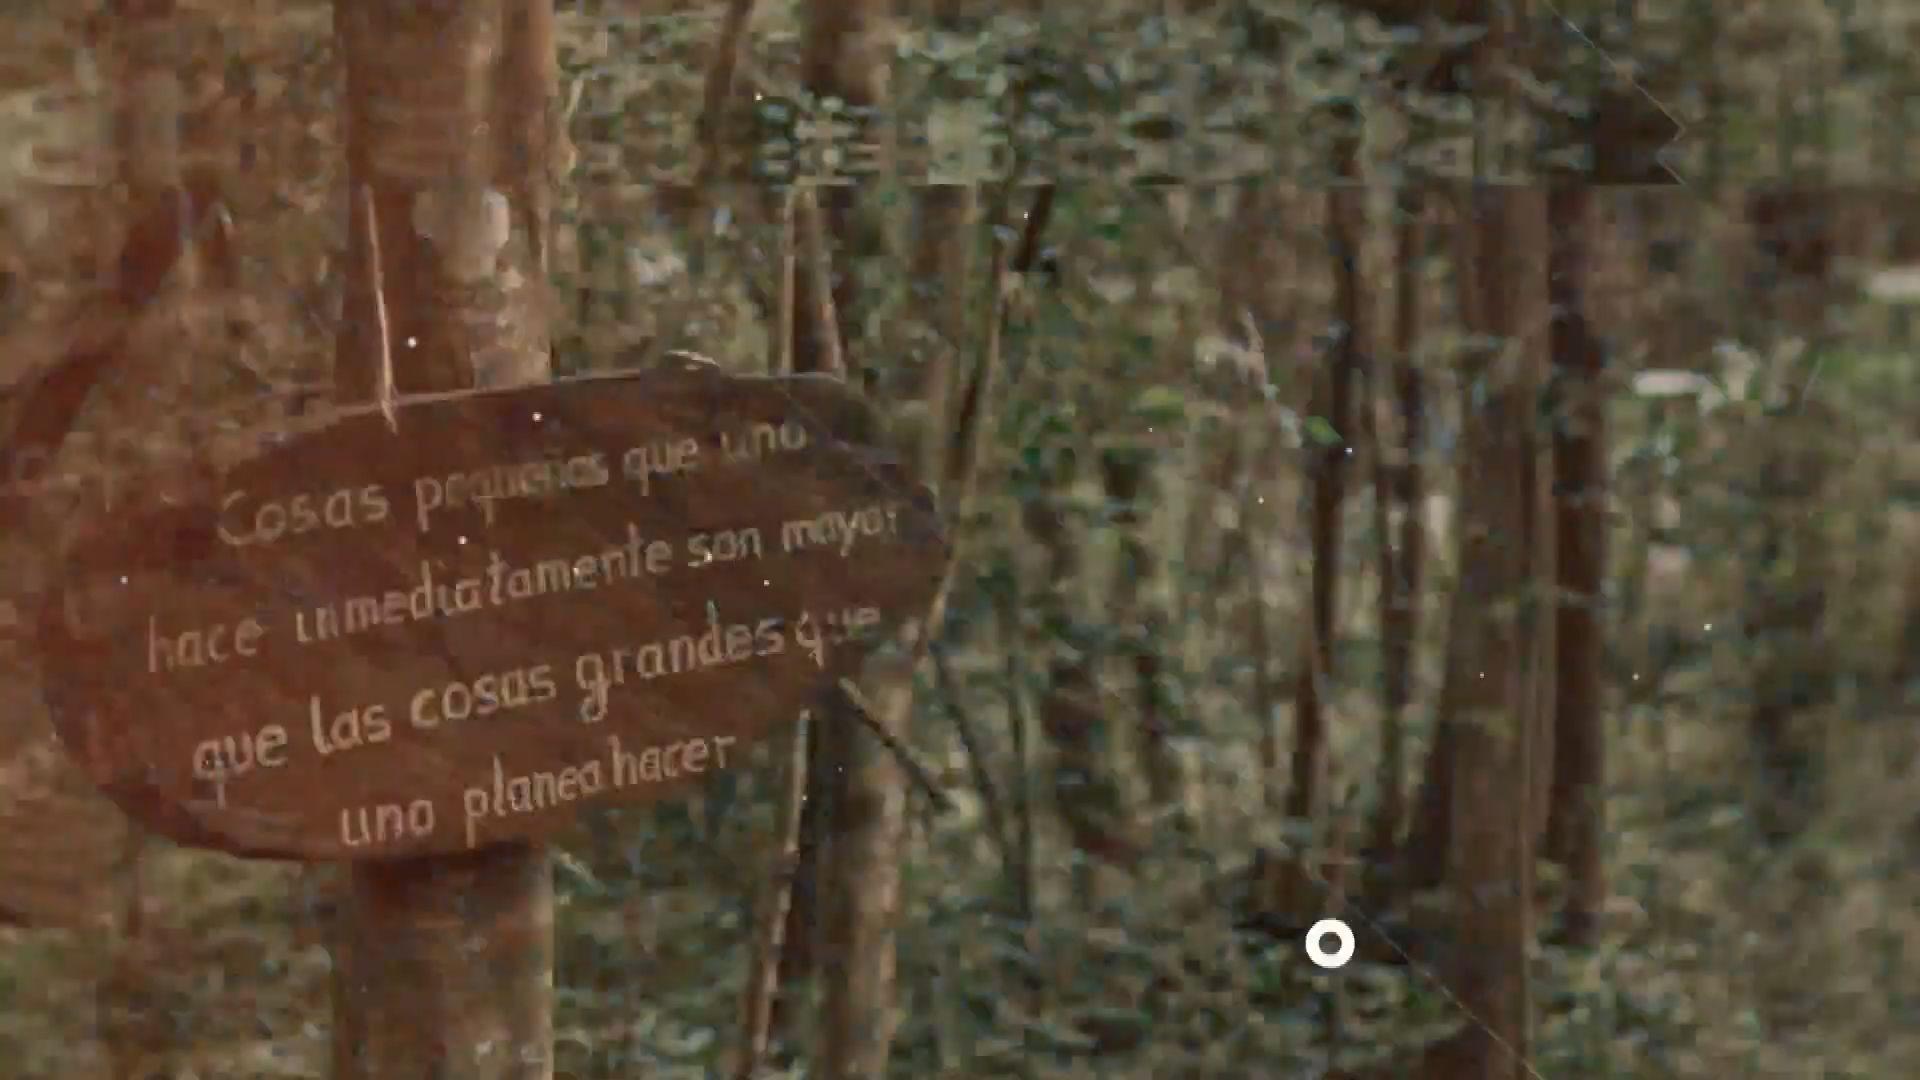 Cosas pequeñas que uno
hace inmediatamente son mayor
que las cosas grandes que
uno planea hacer